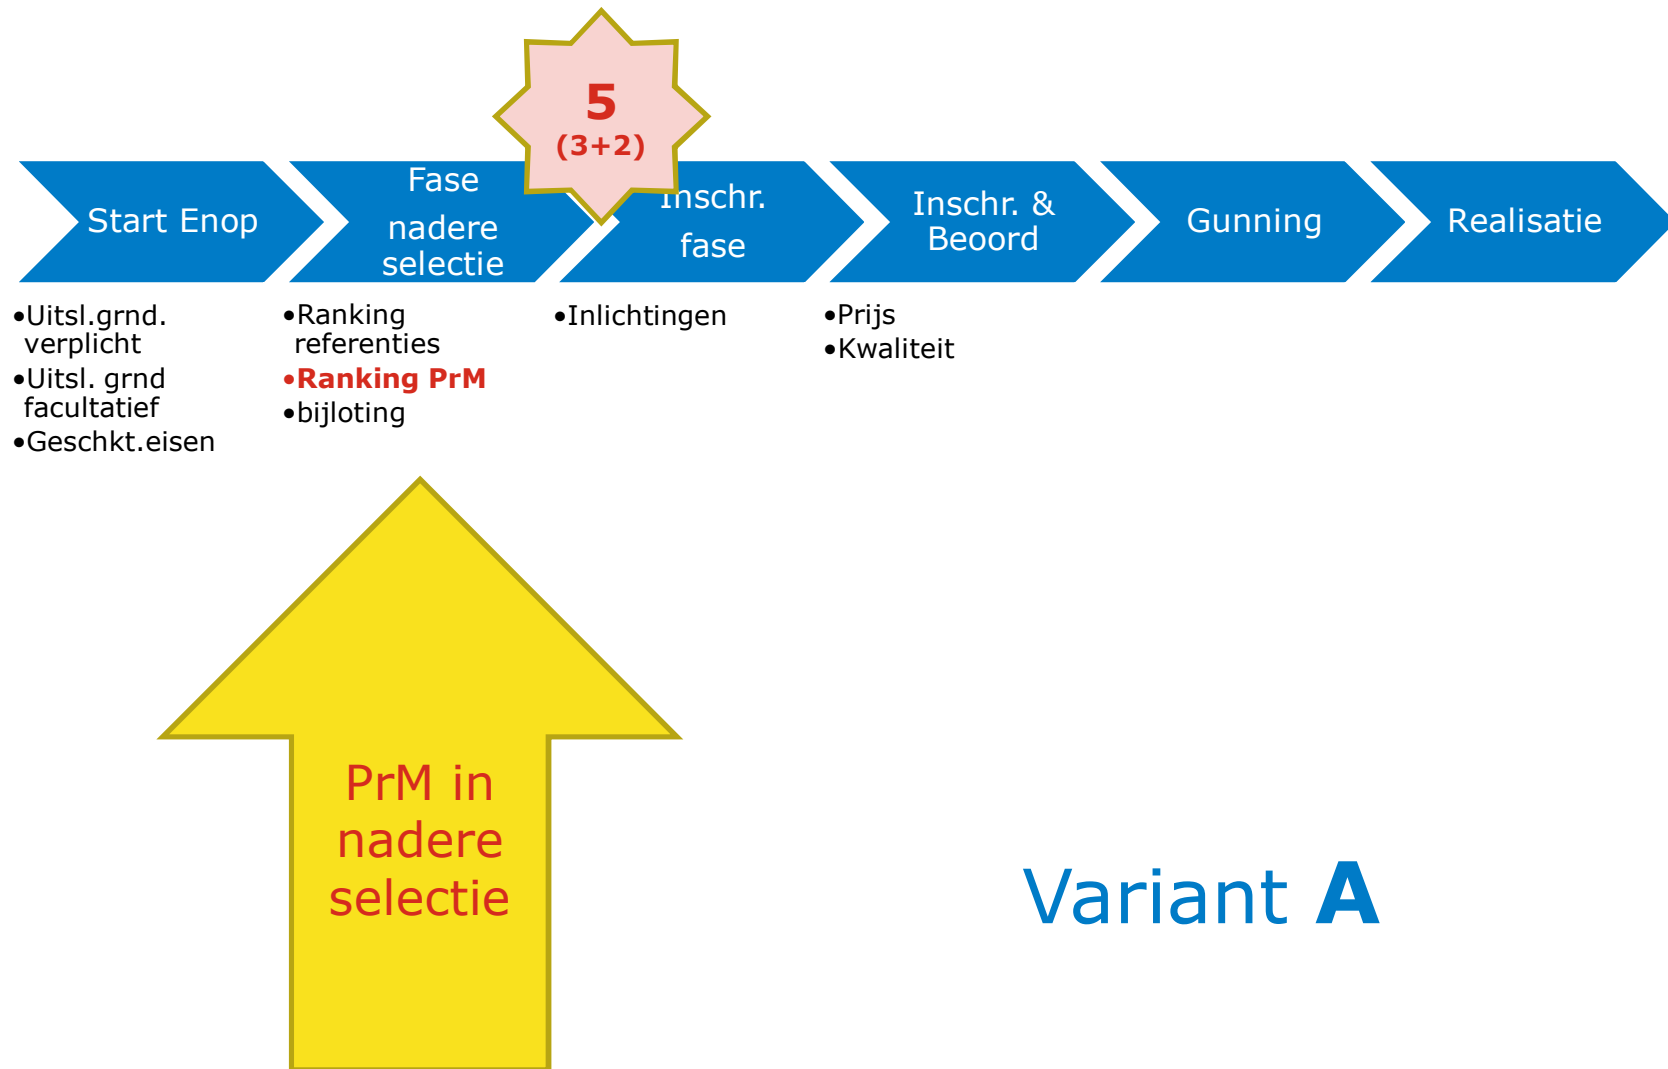 5
(3+2)
Start Enop
Fase
nadere
selectie
Inschr.
fase
Inschr. &
Beoord
Gunning
Realisatie
•Uitsl.grnd.
verplicht
•Uitsl. grnd
facultatief
•Geschkt.eisen
•Ranking
referenties
•Ranking PrM
•bijloting
•Inlichtingen
•Prijs
•Kwaliteit
PrM in
nadere
selectie
Variant A